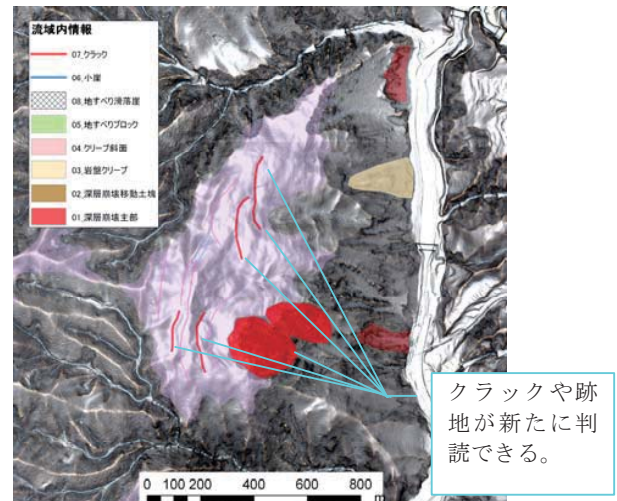 流域内情報
07_クラック
06_小崖
08_地すべり滑落崖
05_地すべりブロック
04_クリープ斜面
03_岩盤クリープ
02_深層崩壊移動土塊
01_深層崩壊主部
クラックや跡
地が新たに判
読できる。
0 100 200 400 600 800
m